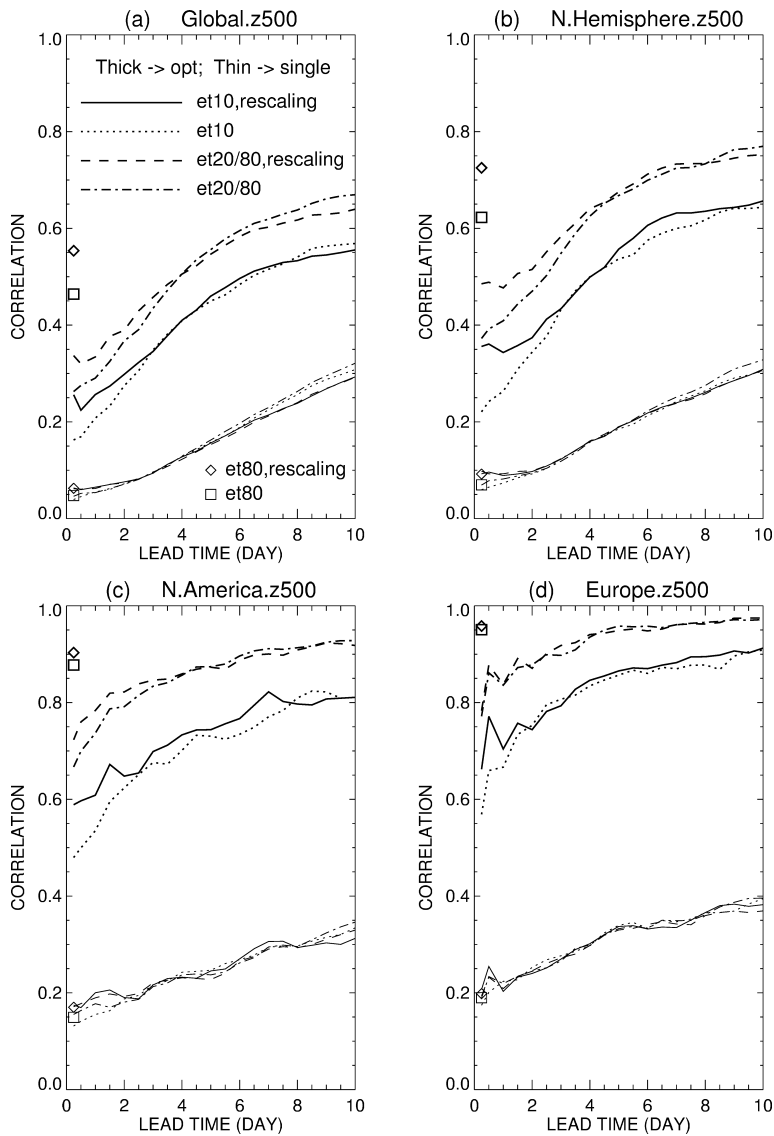 (a) Global.z500
Thick -> opt; Thin -> single
et10,rescaling
et10
et20/80,rescaling
et20/80
et80,rescaling
et80
1.0
0.8
0.6
0.4
0.2
0.0
CORRELATION
0 2 4 6 8 10
LEAD TIME (DAY)
(b) N.Hemisphere.z500
1.0
0.8
0.6
0.4
0.2
0.0
CORRELATION
0 2 4 6 8 10
LEAD TIME (DAY)
(c) N.America.z500
1.0
0.8
0.6
0.4
0.2
0.0
CORRELATION
0 2 4 6 8 10
LEAD TIME (DAY)
(d) Europe.z500
1.0
0.8
0.6
0.4
0.2
0.0
CORRELATION
0 2 4 6 8 10
LEAD TIME (DAY)